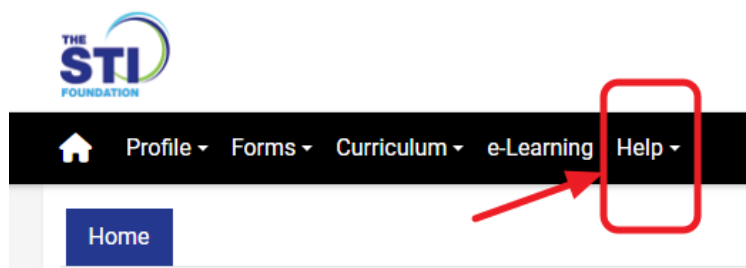 THE
STI
FOUNDATION
Profile Forms Curriculum e-Learning Help
Home